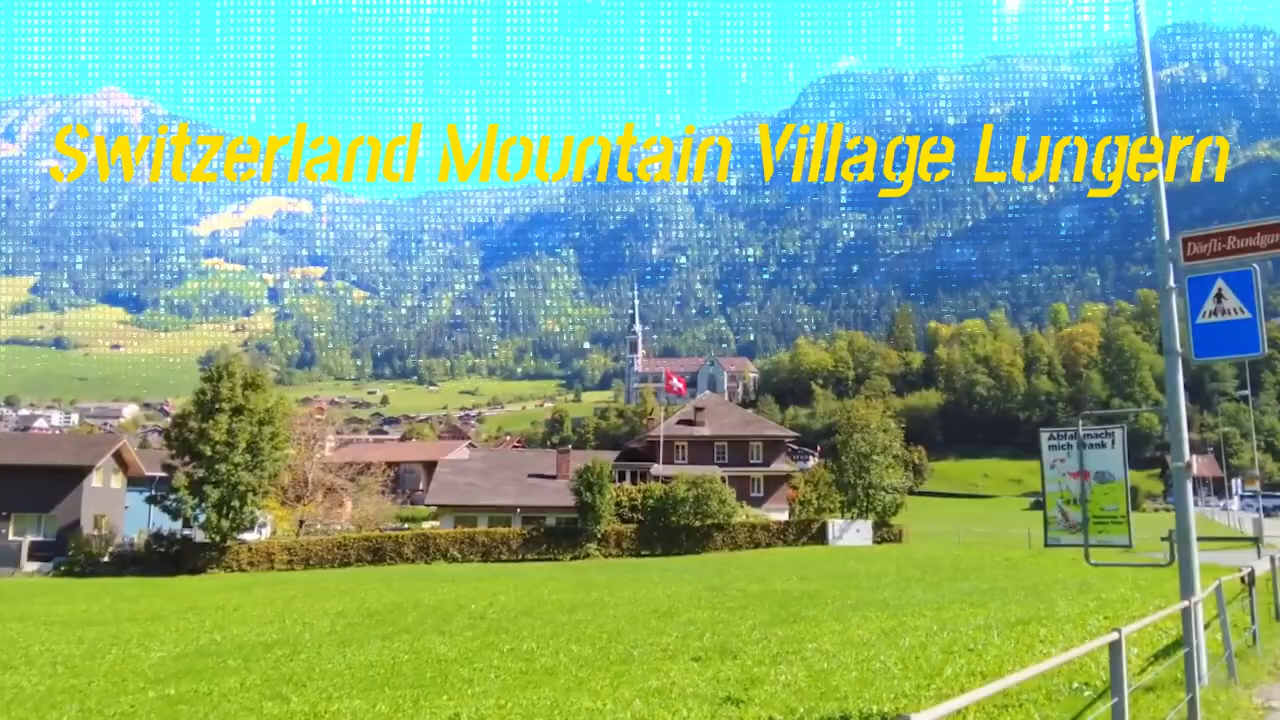 Switzerland Mountain Village Lungern
Dörfli-Rundgan
Abfall macht
mich krank!